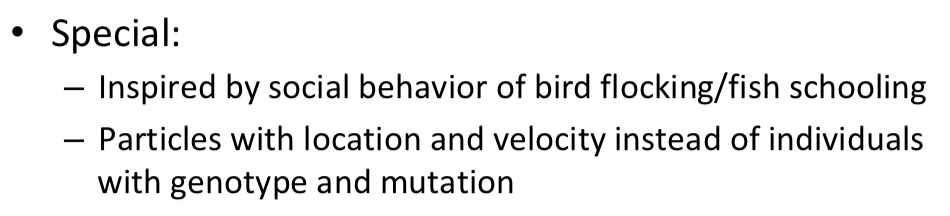 • Special:
– Inspired by social behavior of bird flocking/fish schooling
– Particles with location and velocity instead of individuals
with genotype and mutation